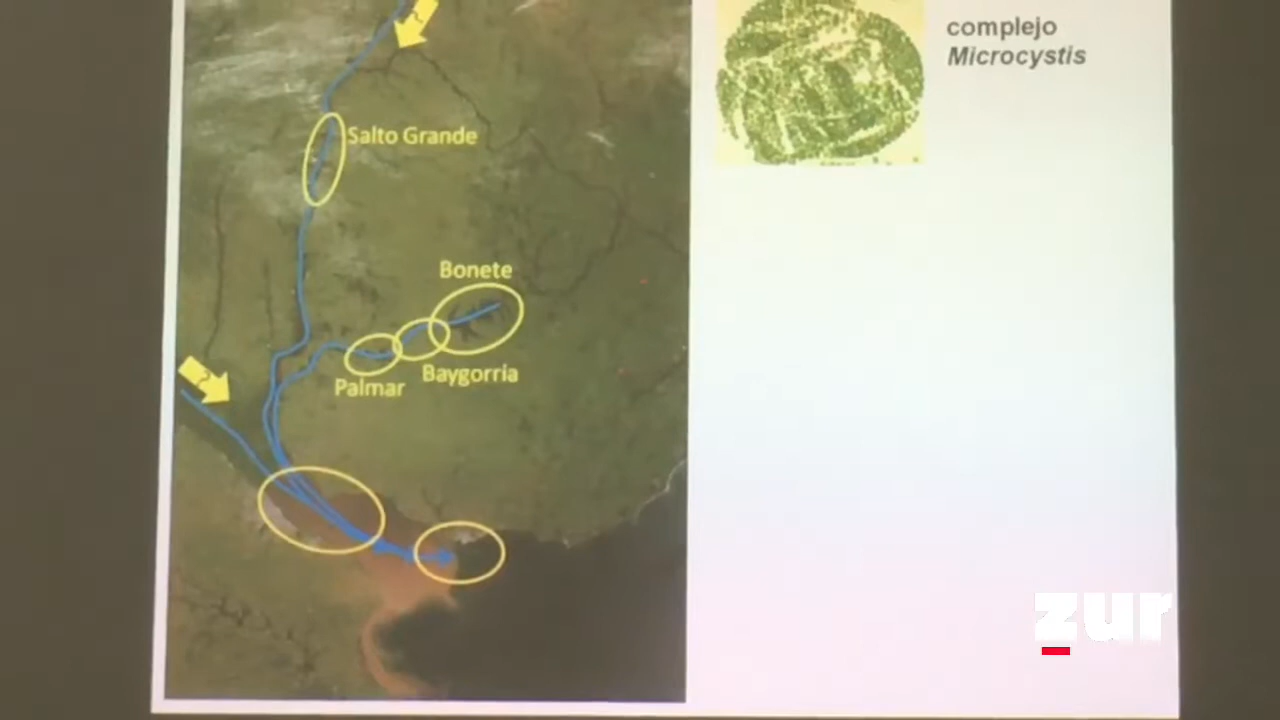 complejo
Microcystis
Salto Grande
Bonete
Baygorria
Palmar
zur